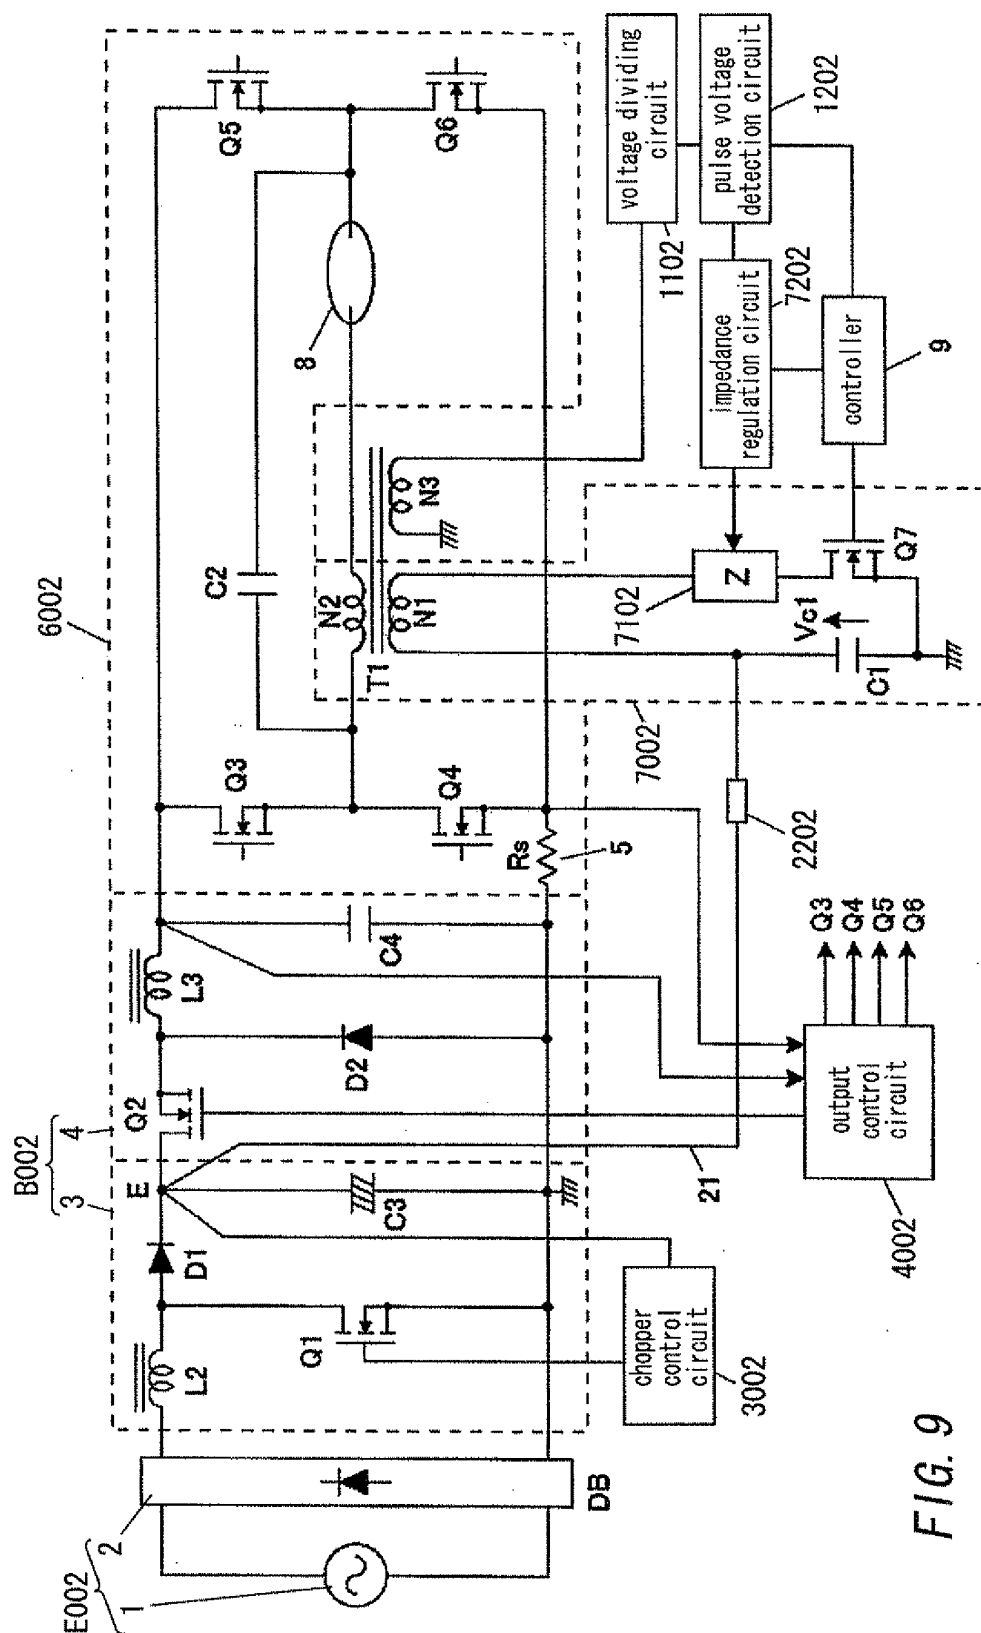 E002
1
2
DB
B002
3
4
L2
D1
E
Q1
C3
Q2
D2
L3
C4
6002
Q3
Q4
Rs
5
C2
N2
T1
N1
N3
8
Q5
Q6
chopper
control
circuit
3002
21
output
control
circuit
4002
Q3
Q4
Q5
Q6
2202
7002
7102
Z
Vc1
C1
Q7
voltage dividing
circuit
1102
pulse voltage
detection circuit
1202
impedance
regulation circuit
7202
controller
9
FIG. 9